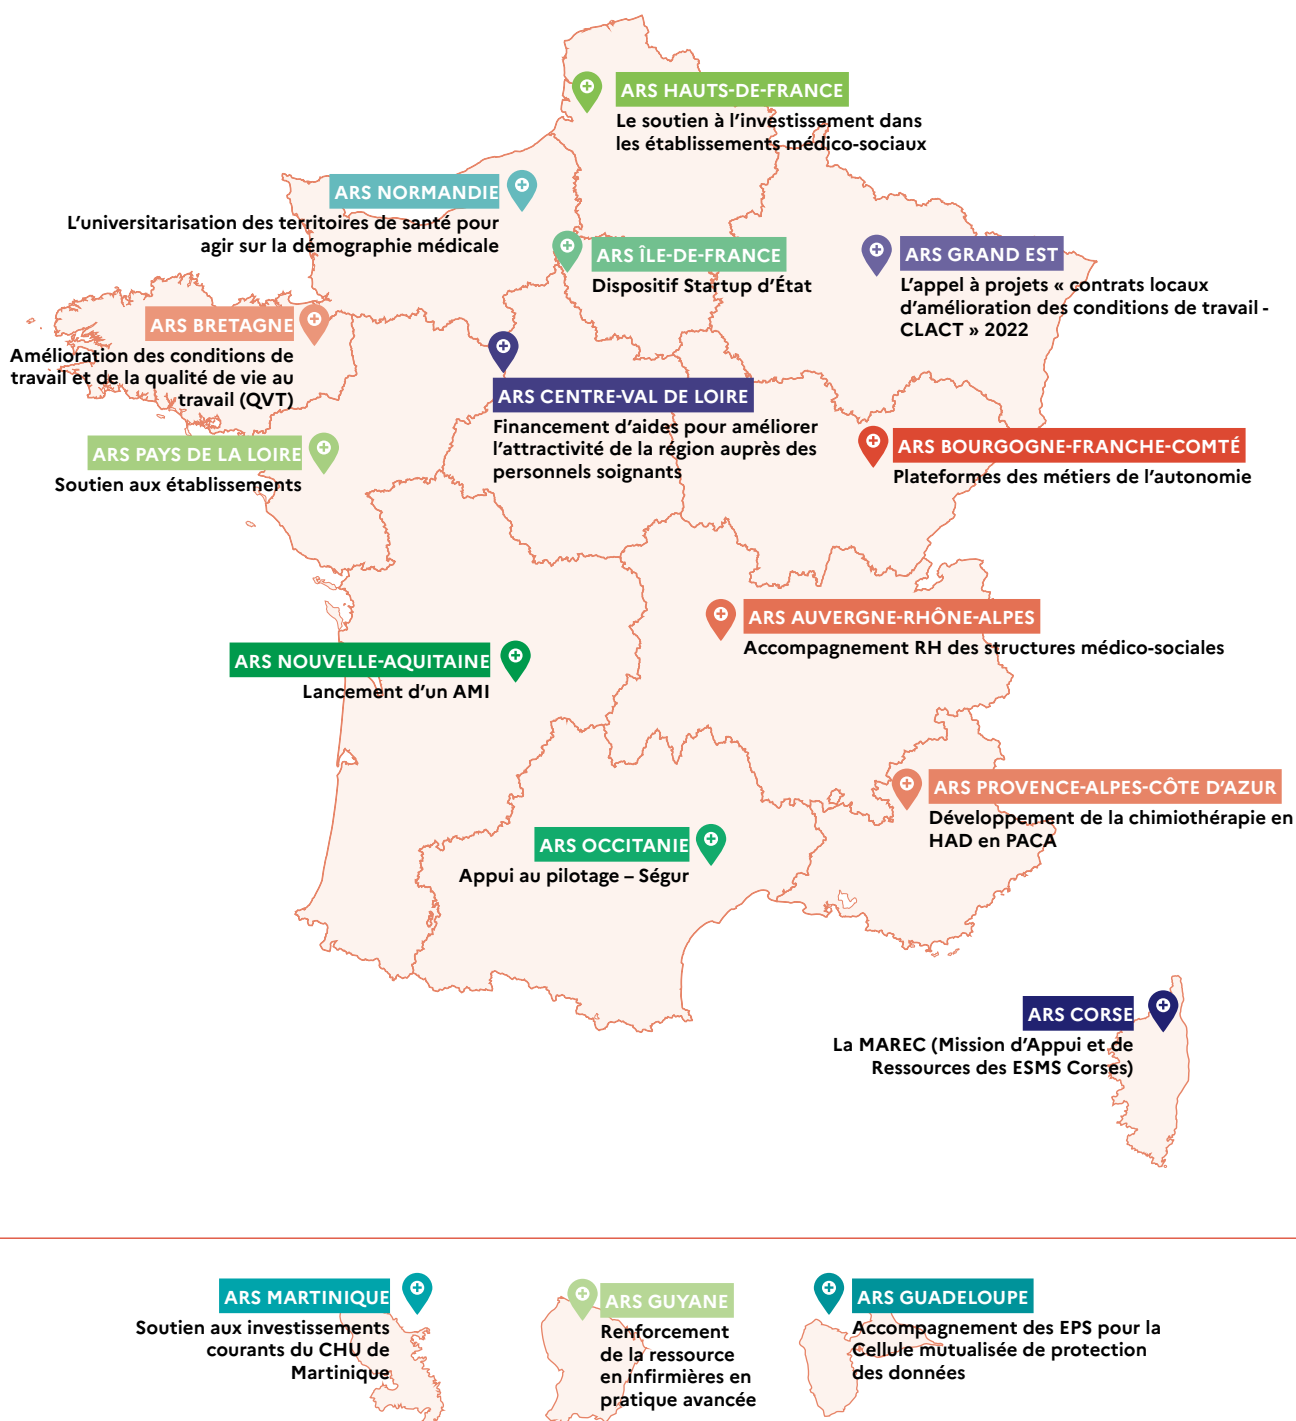 ARS HAUTS-DE-FRANCE
Le soutien à l'investissement dans
les établissements médico-sociaux
ARS NORMANDIE
L'universitarisation des territoires de santé pour
agir sur la démographie médicale
ARS ÎLE-DE-FRANCE
Dispositif Startup d'État
ARS GRAND EST
L'appel à projets « contrats locaux
d'amélioration des conditions de travail -
CLACT » 2022
ARS BRETAGNE
Amélioration des conditions de
travail et de la qualité de vie au
travail (QVT)
ARS CENTRE-VAL DE LOIRE
Financement d'aides pour améliorer
l'attractivité de la région auprès des
personnels soignants
ARS PAYS DE LA LOIRE
Soutien aux établissements
ARS BOURGOGNE-FRANCHE-COMTÉ
Plateformes des métiers de l'autonomie
ARS AUVERGNE-RHÔNE-ALPES
Accompagnement RH des structures médico-sociales
ARS NOUVELLE-AQUITAINE
Lancement d'un AMI
ARS PROVENCE-ALPES-CÔTE D'AZUR
Développement de la chimiothérapie en
HAD en PACA
ARS OCCITANIE
Appui au pilotage – Ségur
ARS CORSE
La MAREC (Mission d'Appui et de
Ressources des ESMS Corses)
ARS MARTINIQUE
Soutien aux investissements
courants du CHU de
Martinique
ARS GUYANE
Renforcement
de la ressource
en infirmières en
pratique avancée
ARS GUADELOUPE
Accompagnement des EPS pour la
Cellule mutualisée de protection
des données